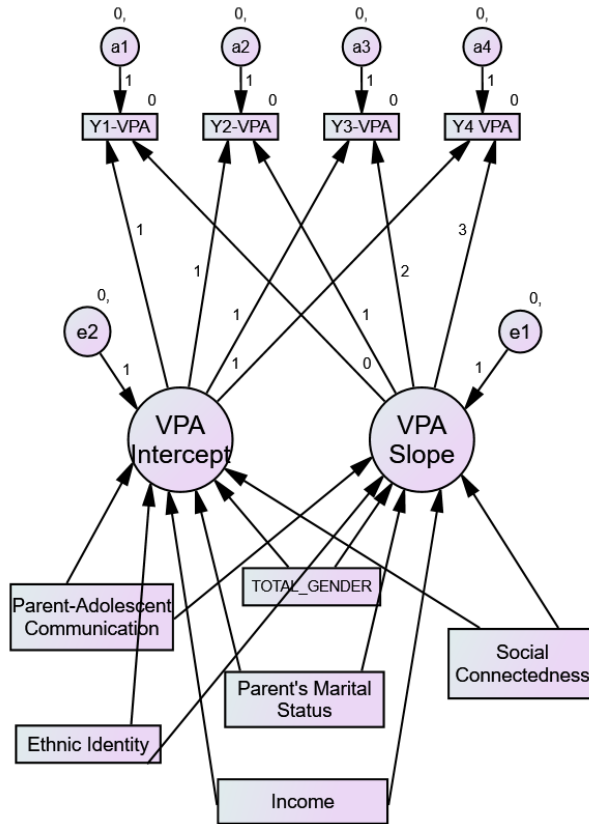 0, 0, 0, 0,
a1 a2 a3 a4
1 1 1 1
0 0 0 0
Y1-VPA Y2-VPA Y3-VPA Y4 VPA
1 3
1 2
0, 0,
1 1
e2 e1
1 0
1 1
VPA
Intercept
VPA
Slope
TOTAL_GENDER
Parent-Adolescent
Communication
Social
Connectedness
Parent's Marital
Status
Ethnic Identity
Income